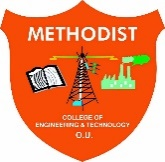 METHODIST
COLLEGE OF
ENGINEERING & TECHNOLOGY
O.U.